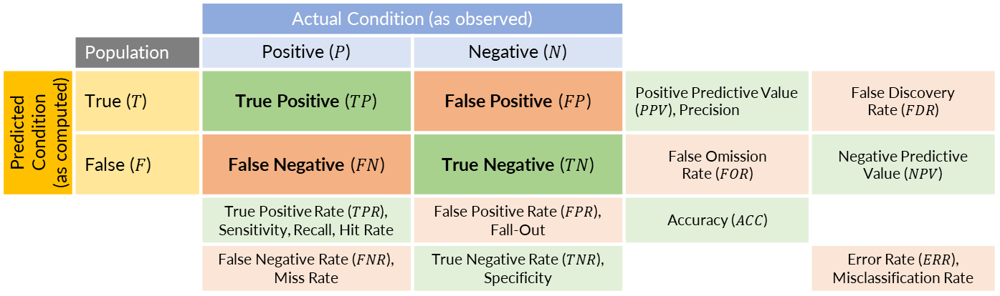 Actual Condition (as observed)
Population
Positive (P)
Negative (N)
Predicted
Condition
(as computed)
True (T)
True Positive (TP)
False Positive (FP)
Positive Predictive Value
(PPV), Precision
False Discovery
Rate (FDR)
False (F)
False Negative (FN)
True Negative (TN)
False Omission
Rate (FOR)
Negative Predictive
Value (NPV)
True Positive Rate (TPR),
Sensitivity, Recall, Hit Rate
False Positive Rate (FPR),
Fall-Out
Accuracy (ACC)
False Negative Rate (FNR),
Miss Rate
True Negative Rate (TNR),
Specificity
Error Rate (ERR),
Misclassification Rate